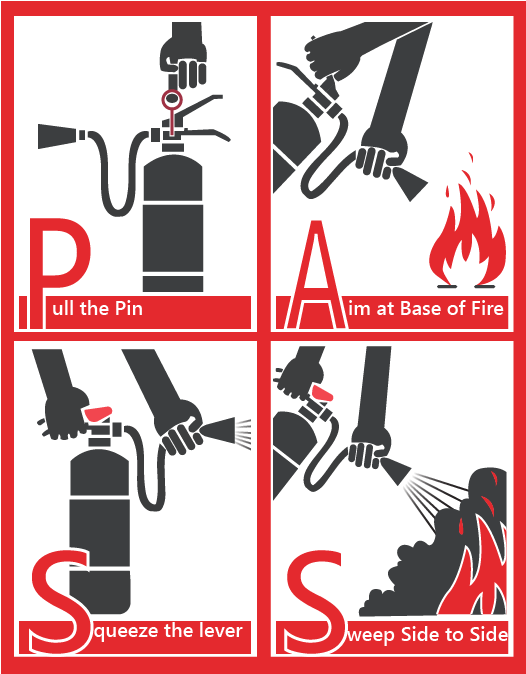 Pull the Pin
Aim at Base of Fire
Squeeze the lever
Sweep Side to Side